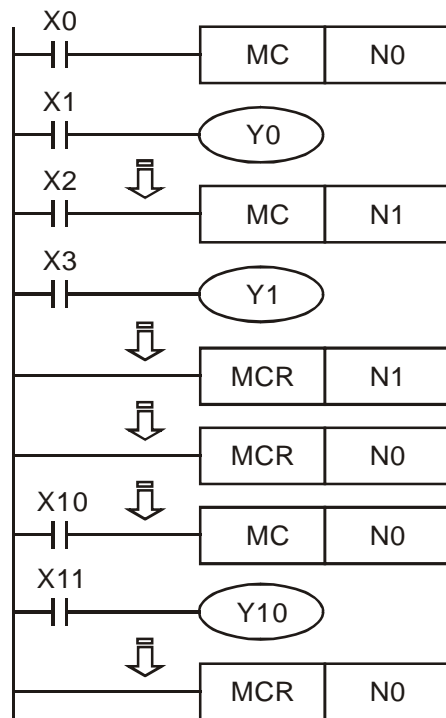 X0
MC N0
X1
Y0
X2
MC N1
X3
Y1
MCR N1
MCR N0
X10
MC N0
X11
Y10
MCR N0